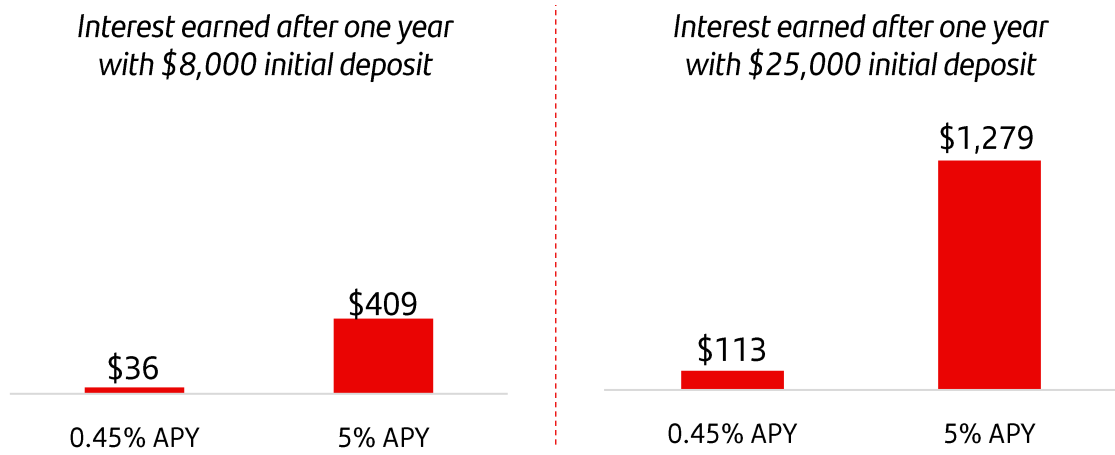 Interest earned after one year
with $8,000 initial deposit
$36
$409
0.45% APY
5% APY
Interest earned after one year
with $25,000 initial deposit
$113
$1,279
0.45% APY
5% APY